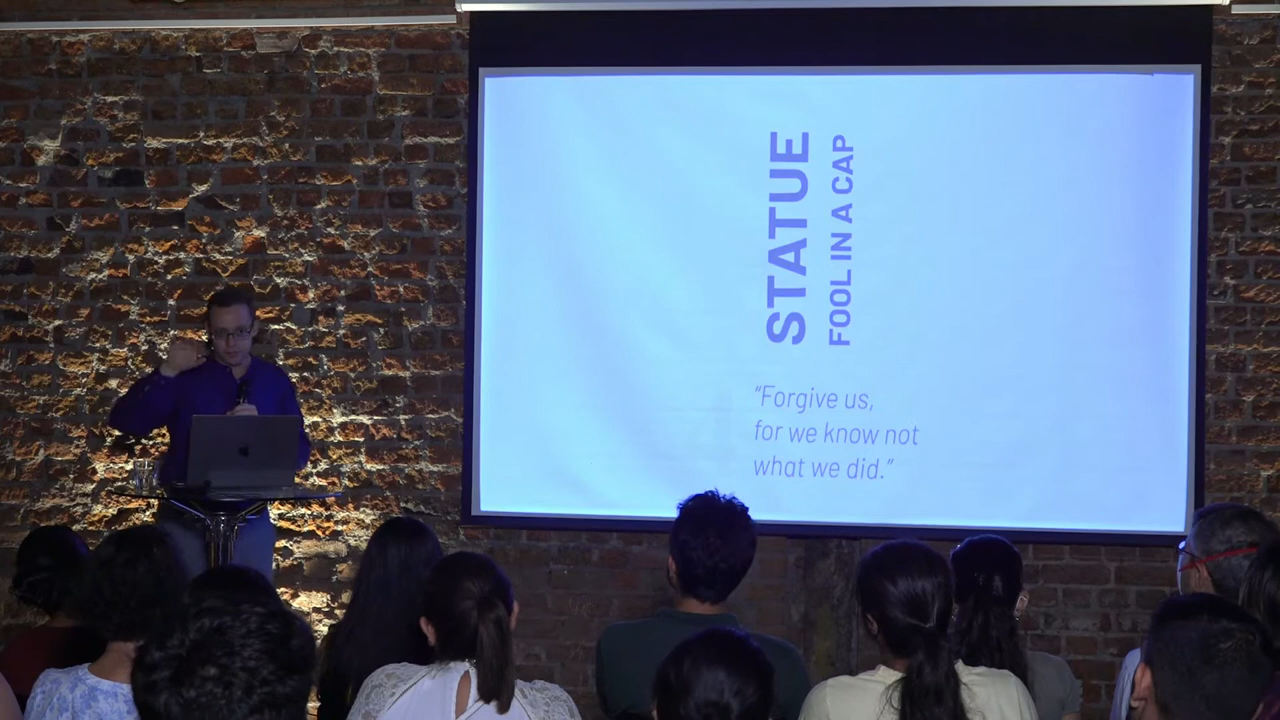 STATUE
FOOL IN A CAP
“Forgive us,
for we know not
what we did.”